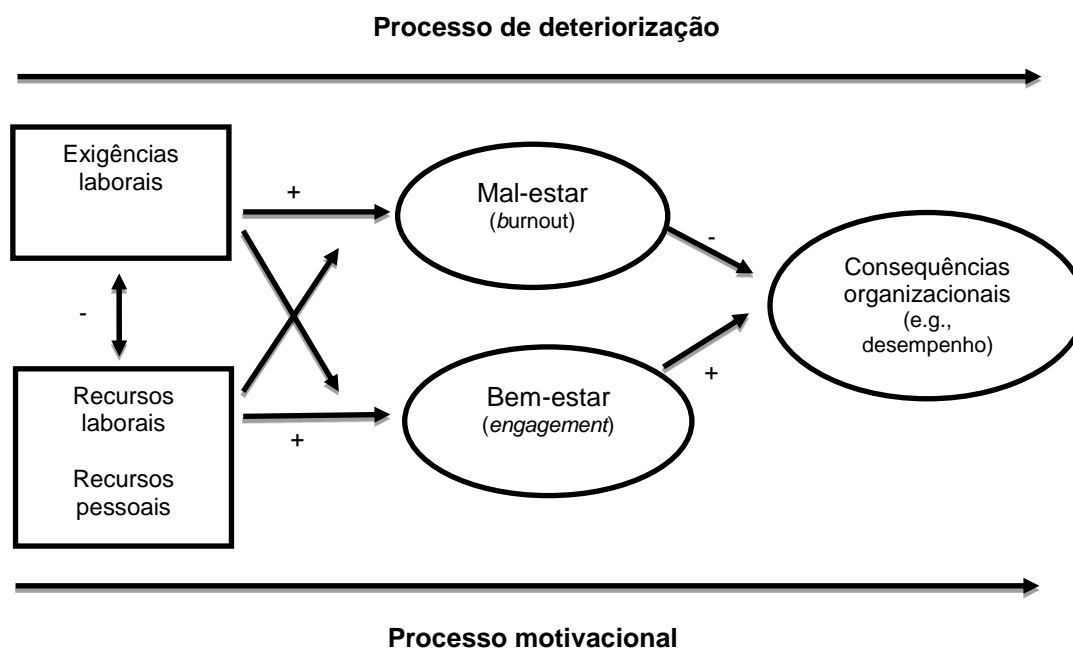 Processo de deteriorização
Exigências
laborais
+
Mal-estar
(burnout)
-
Consequências
organizacionais
(e.g.,
desempenho)
-
Recursos
laborais
Recursos
pessoais
+
Bem-estar
(engagement)
+
Processo motivacional